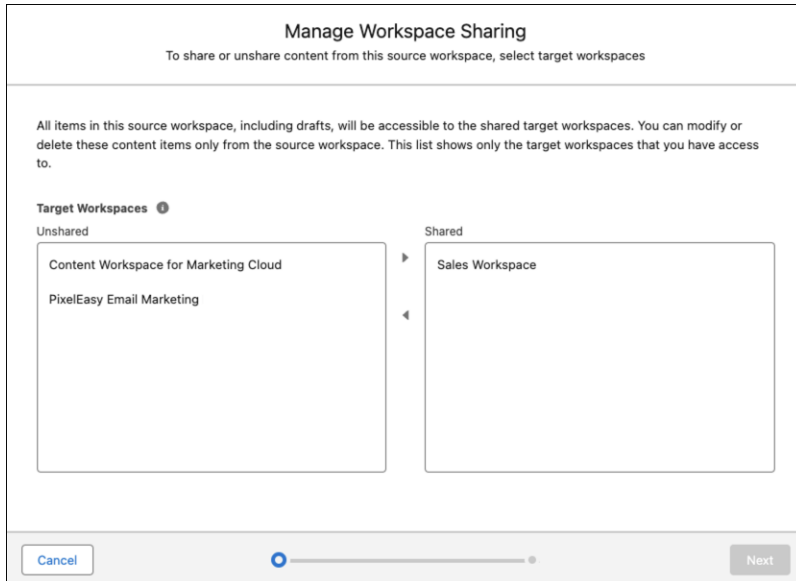 Manage Workspace Sharing
To share or unshare content from this source workspace, select target workspaces
All items in this source workspace, including drafts, will be accessible to the shared target workspaces. You can modify or
delete these content items only from the source workspace. This list shows only the target workspaces that you have access
to.
Target Workspaces
Unshared
Content Workspace for Marketing Cloud
PixelEasy Email Marketing
Shared
Sales Workspace
Cancel
Next